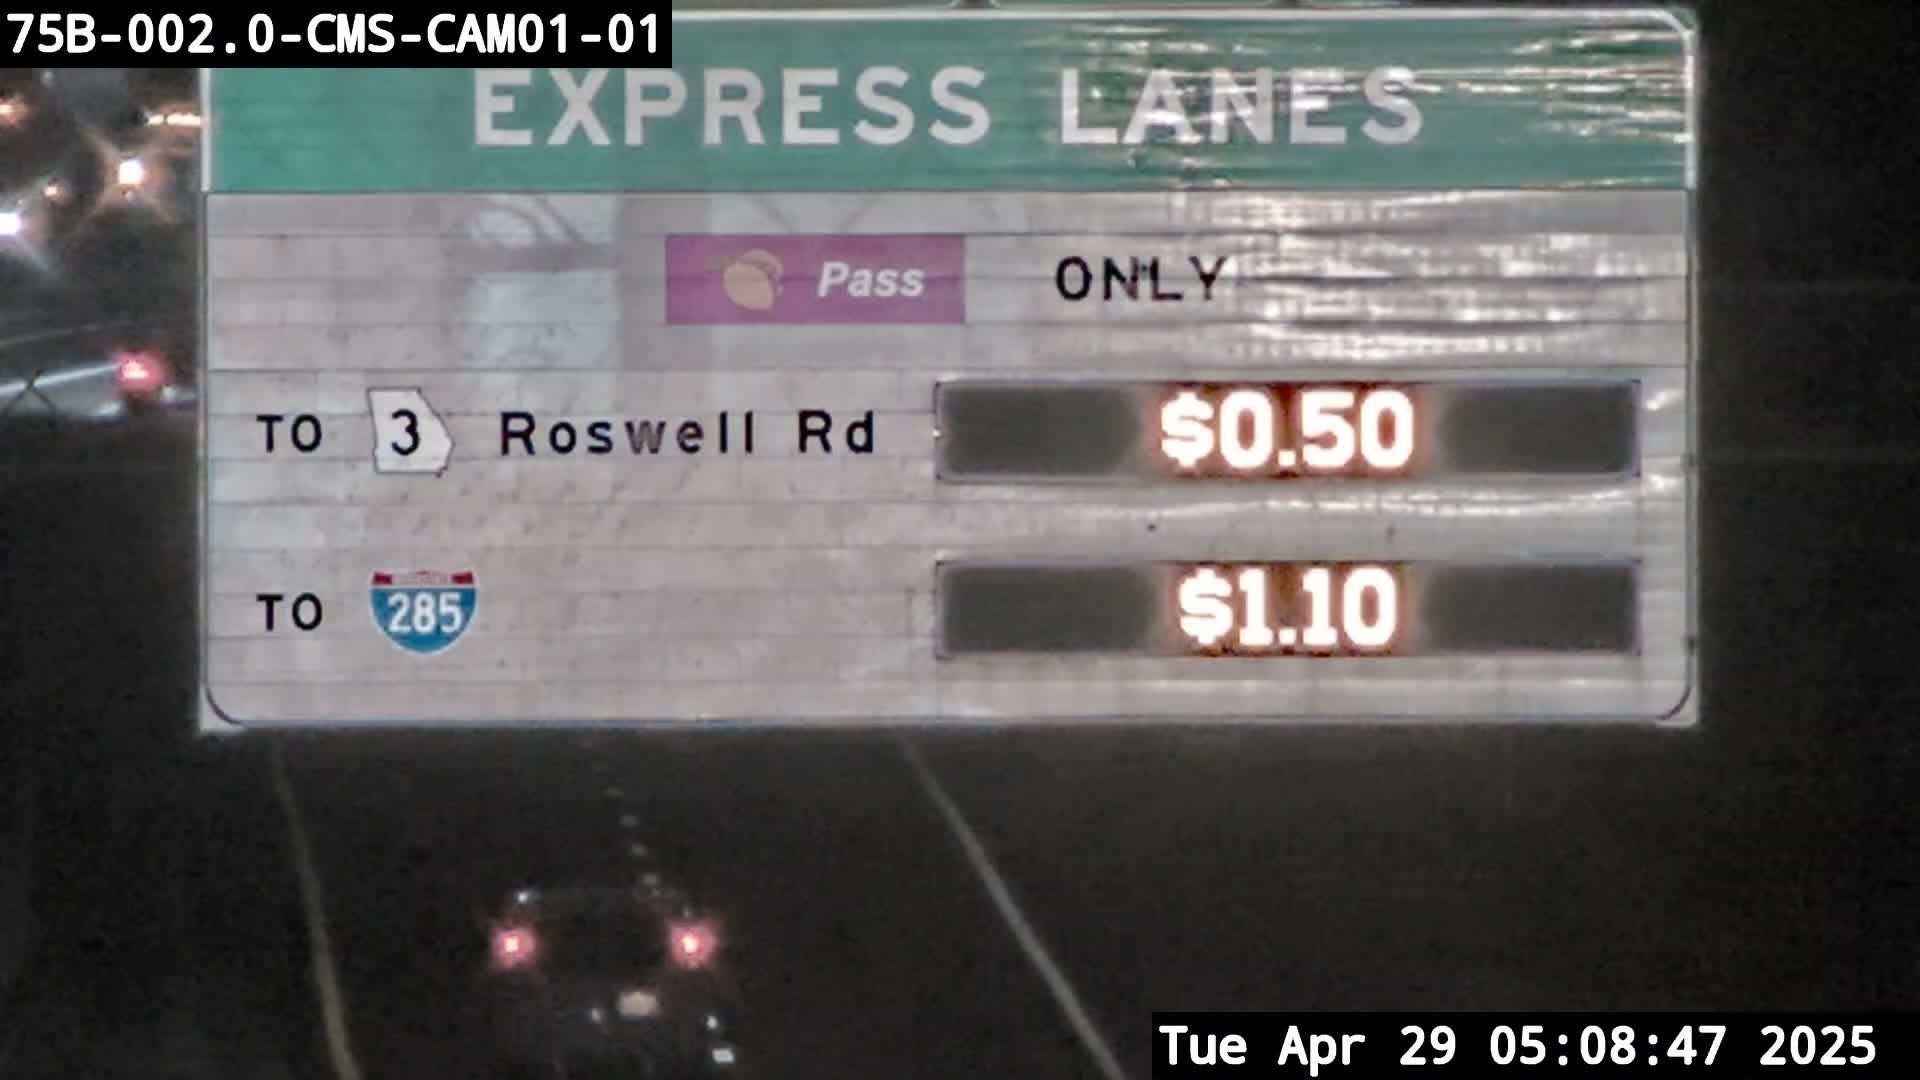 75B-002.0-CMS-CAM01-01
EXPRESS LANES
Pass ONLY
TO 3 Roswell Rd $0.50
TO 285 $1.10
Tue Apr 29 05:08:47 2025